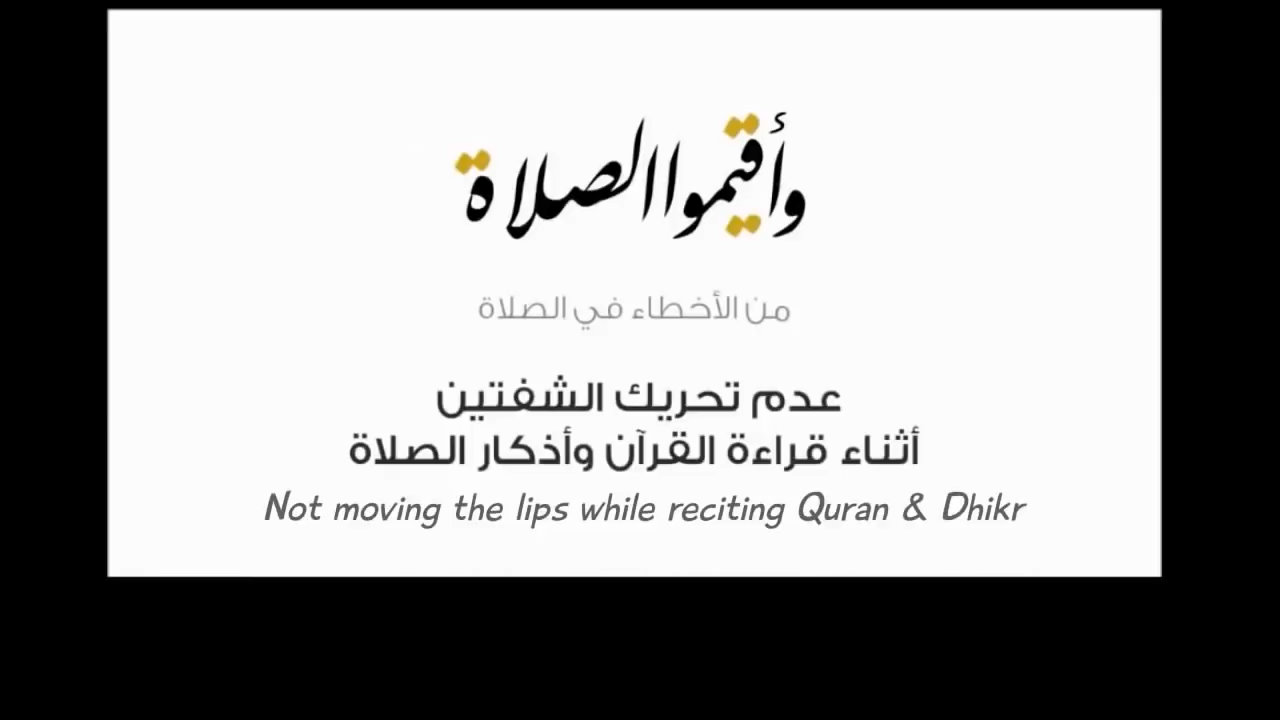 وأقيموا الصلاة
من الأخطاء في الصلاة
عدم تحريك الشفتين
أثناء قراءة القرآن وأذكار الصلاة
Not moving the lips while reciting Quran & Dhikr